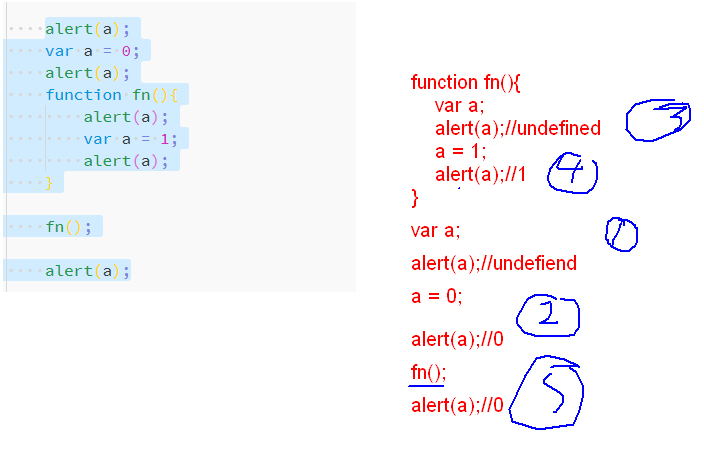 alert(a);
var a = 0;
alert(a);
function fn(){
alert(a);
var a = 1;
alert(a);
}
fn();
alert(a);
function fn(){
var a;
alert(a);//undefined
3
a = 1;
alert(a);//1
4
}
var a;
1
alert(a);//undefiend
a = 0;
2
alert(a);//0
fn();
5
alert(a);//0